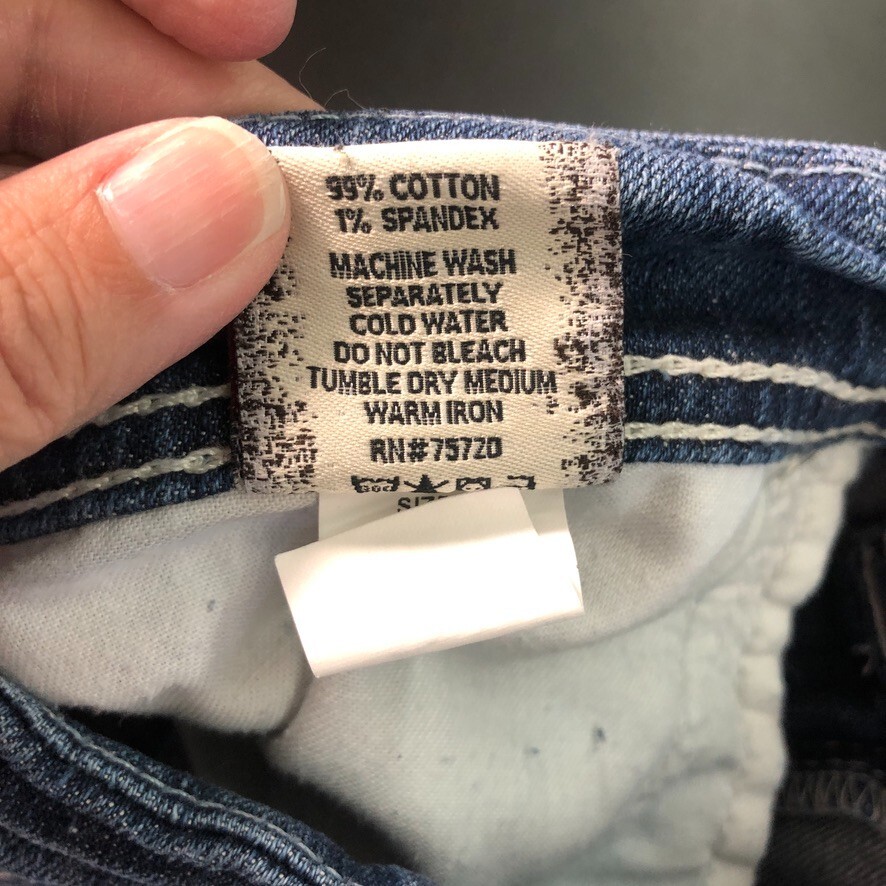 99% COTTON
1% SPANDEX
MACHINE WASH
SEPARATELY
COLD WATER
DO NOT BLEACH
TUMBLE DRY MEDIUM
WARM IRON
RN#75720